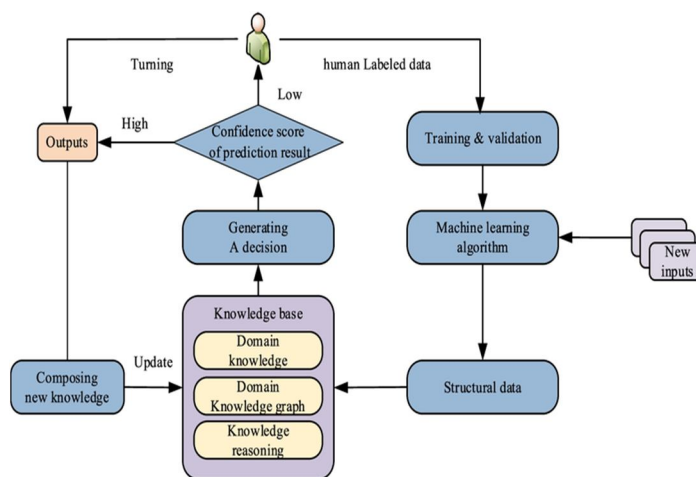 Turning
human Labeled data
Low
High
Outputs
Confidence score
of prediction result
Training & validation
Generating
A decision
Machine learning
algorithm
New
inputs
Knowledge base
Domain
knowledge
Update
Composing
new knowledge
Domain
Knowledge graph
Structural data
Knowledge
reasoning